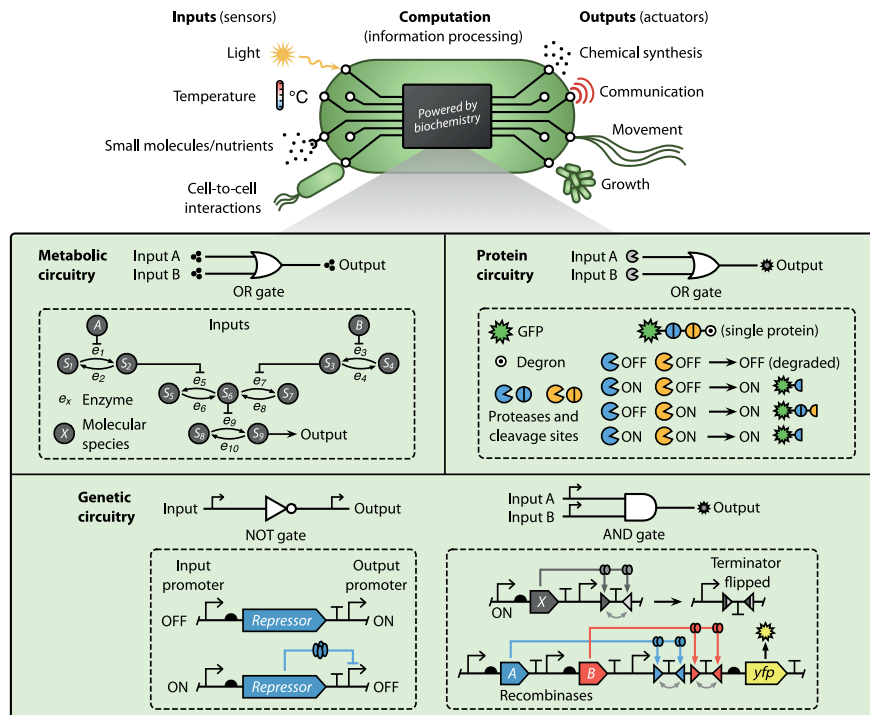 Inputs (sensors)
Computation
(information processing)
Outputs (actuators)
Light
Temperature
°C
Small molecules/nutrients
Cell-to-cell
interactions
Powered by
biochemistry
Chemical synthesis
Communication
Movement
Growth
Metabolic
circuitry
Input A
Input B
Output
OR gate
Inputs
A
B
e1
e3
S1
S2
S3
S4
e2
e4
e5
e7
S5
S6
S7
e6
e8
ex Enzyme
e9
X Molecular
species
S8
S9
Output
e10
Protein
circuitry
Input A
Input B
Output
OR gate
GFP
(single protein)
Degron
OFF OFF OFF (degraded)
ON OFF ON
OFF ON ON
ON ON ON
Proteases and
cleavage sites
Genetic
circuitry
Input
Output
NOT gate
Input
promoter
Output
promoter
OFF
Repressor
ON
ON
Repressor
OFF
Input A
Input B
Output
AND gate
Terminator
flipped
ON
X
A
B
yfp
Recombinases